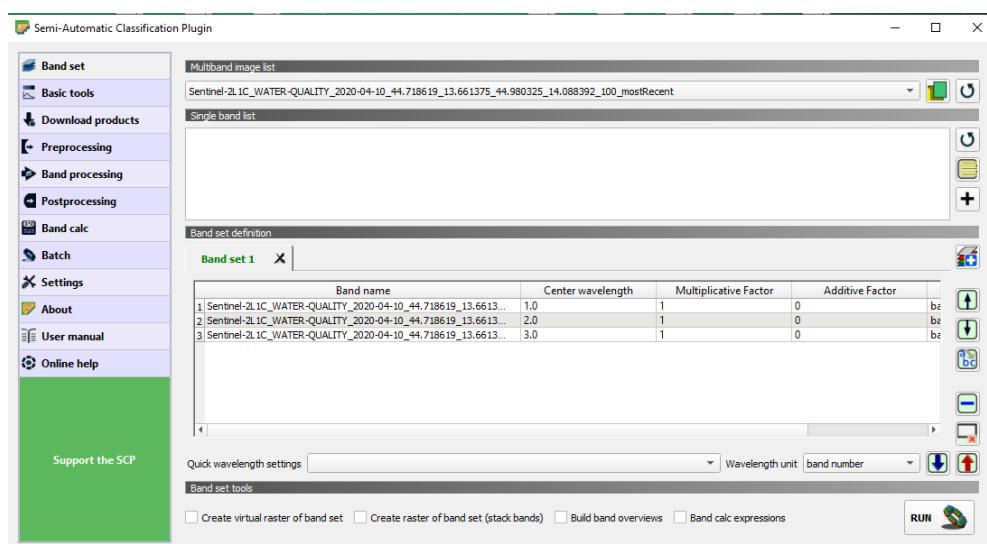 Semi-Automatic Classification Plugin
Band set
Basic tools
Download products
Preprocessing
Band processing
Postprocessing
Band calc
Batch
Settings
About
User manual
Online help
Support the SCP
Multiband image list
Sentinel-2L1C_WATER-QUALITY_2020-04-10_44.718619_13.661375_44.980325_14.088392_100_mostRecent
Single band list
Band set definition
Band set 1
Band name Center wavelength Multiplicative Factor Additive Factor
1 Sentinel-2L1C_WATER-QUALITY_2020-04-10_44.718619_13.6613... 1.0 1 0 ba
2 Sentinel-2L1C_WATER-QUALITY_2020-04-10_44.718619_13.6613... 2.0 1 0 ba
3 Sentinel-2L1C_WATER-QUALITY_2020-04-10_44.718619_13.6613... 3.0 1 0 ba
Quick wavelength settings Wavelength unit band number
Band set tools
Create virtual raster of band set Create raster of band set (stack bands) Build band overviews Band calc expressions RUN